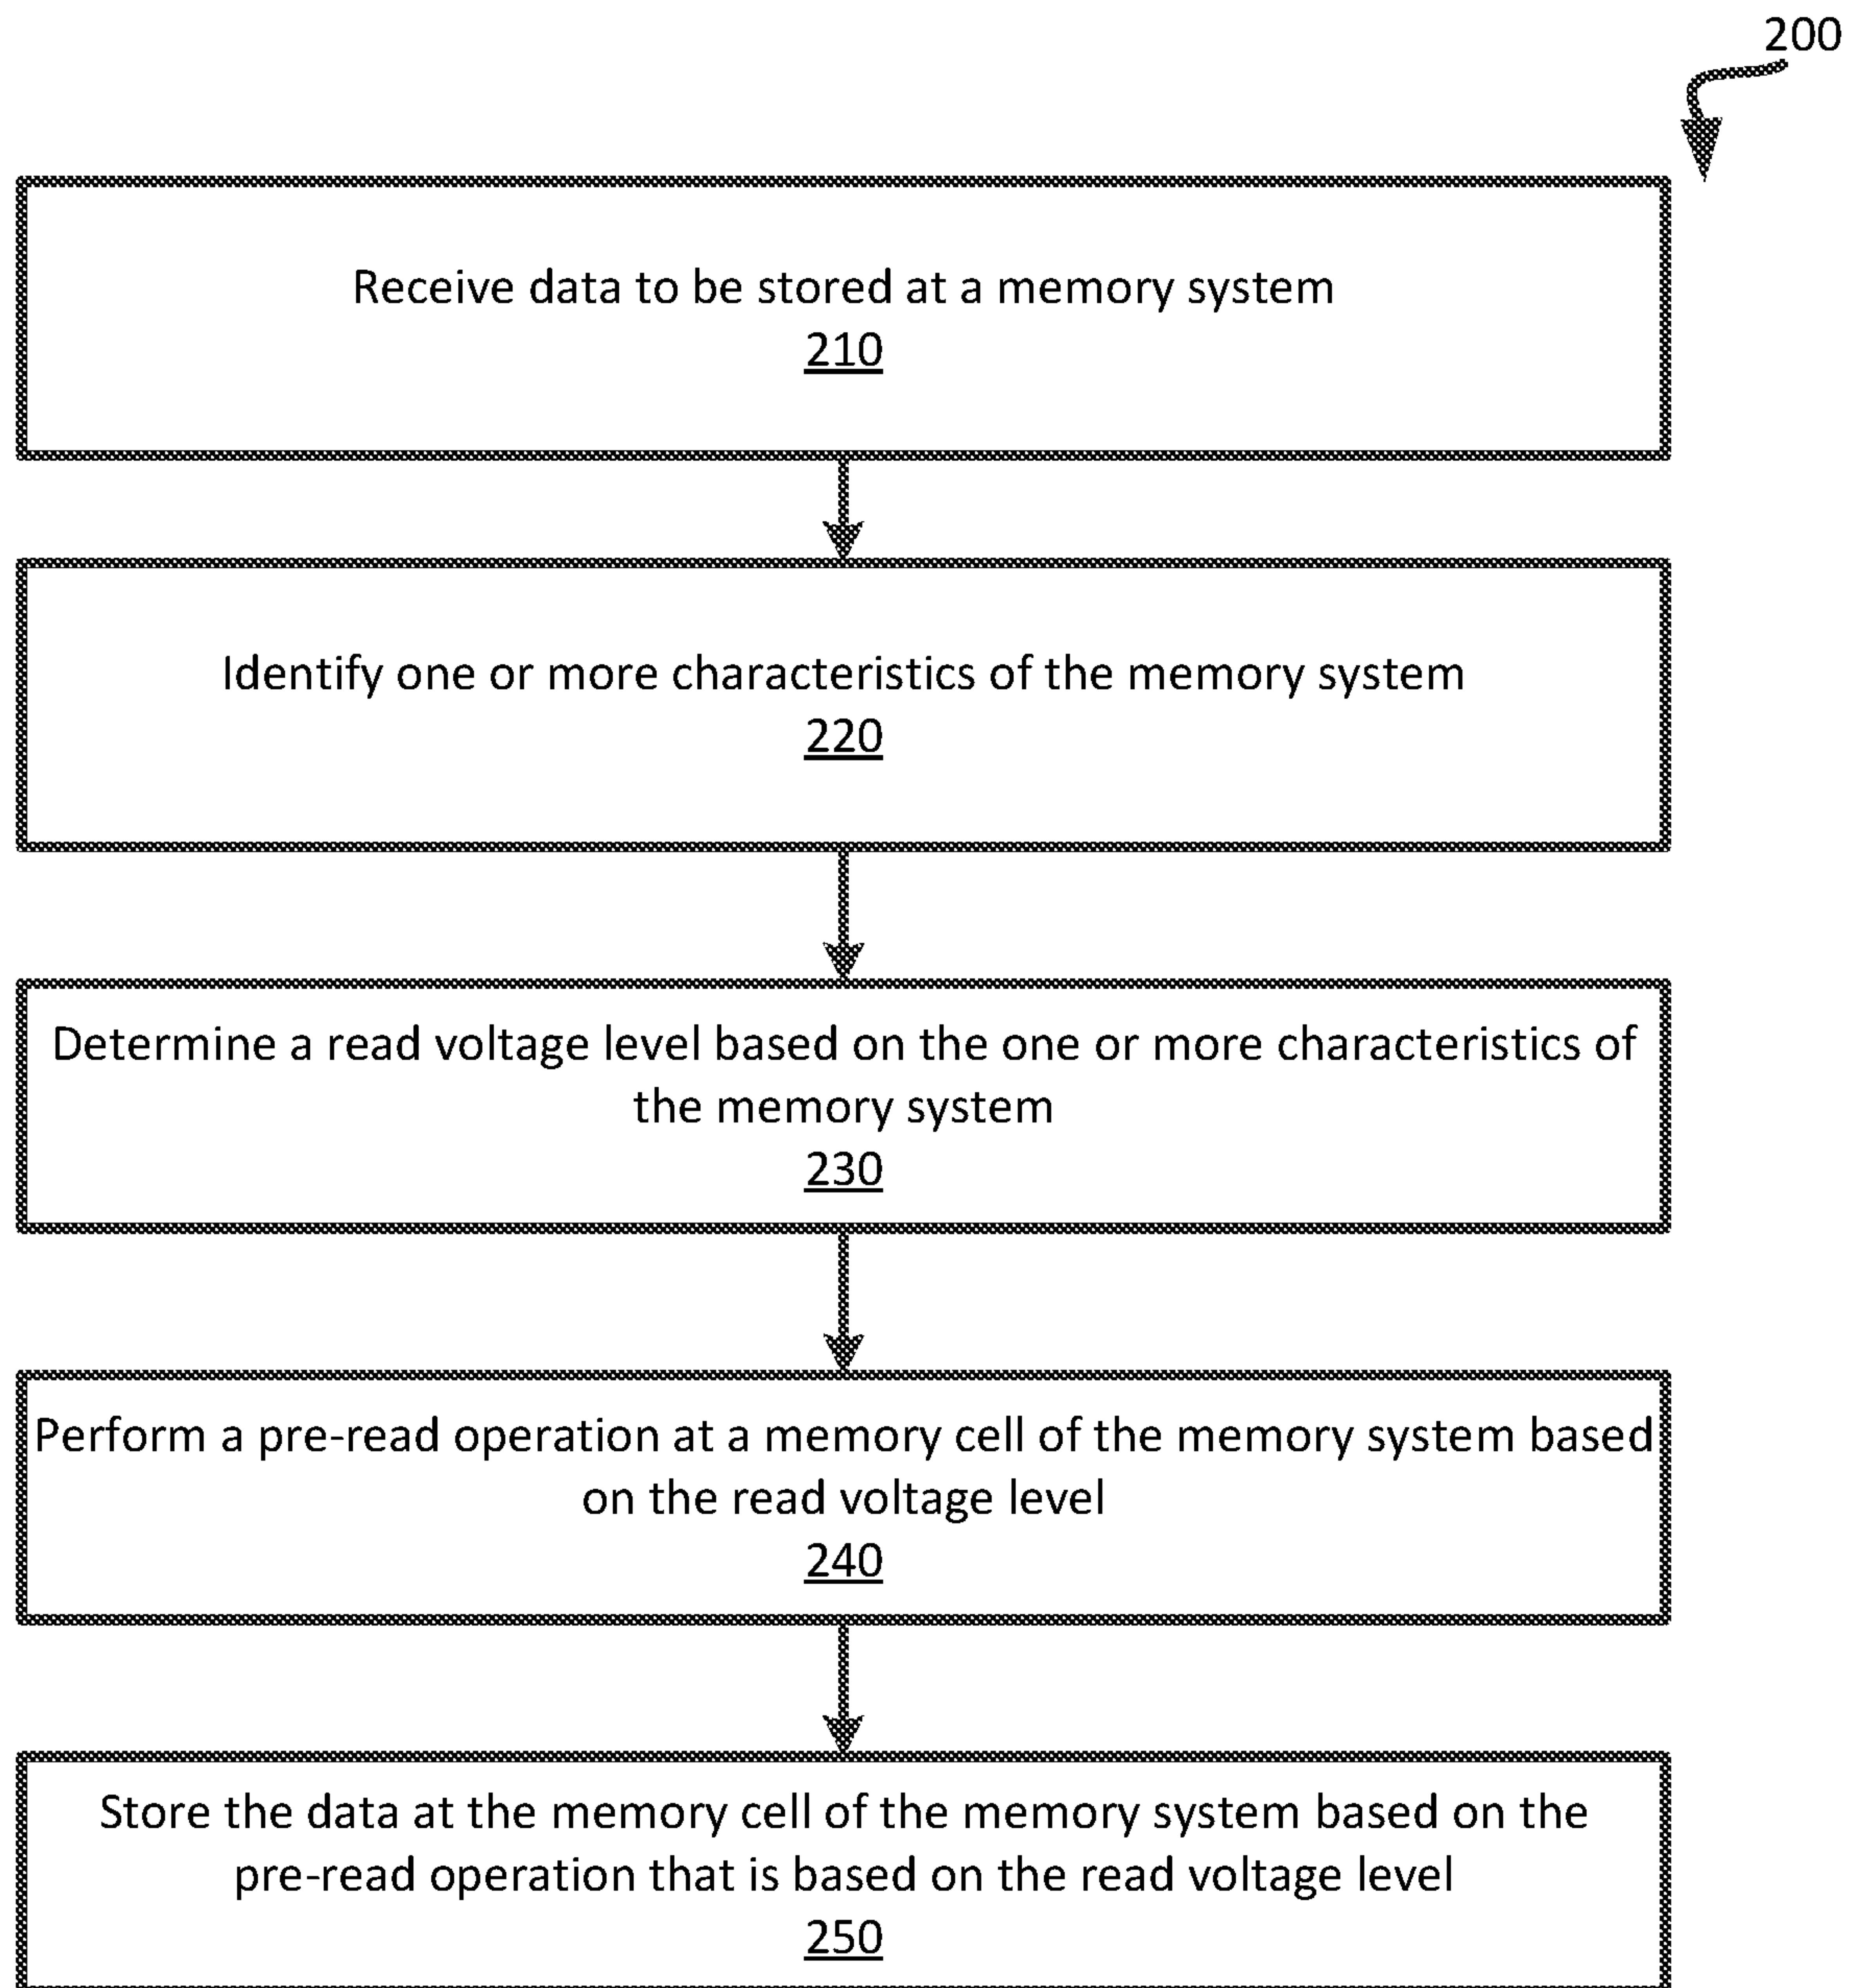 200
Receive data to be stored at a memory system
210
Identify one or more characteristics of the memory system
220
Determine a read voltage level based on the one or more characteristics of
the memory system
230
Perform a pre-read operation at a memory cell of the memory system based
on the read voltage level
240
Store the data at the memory cell of the memory system based on the
pre-read operation that is based on the read voltage level
250